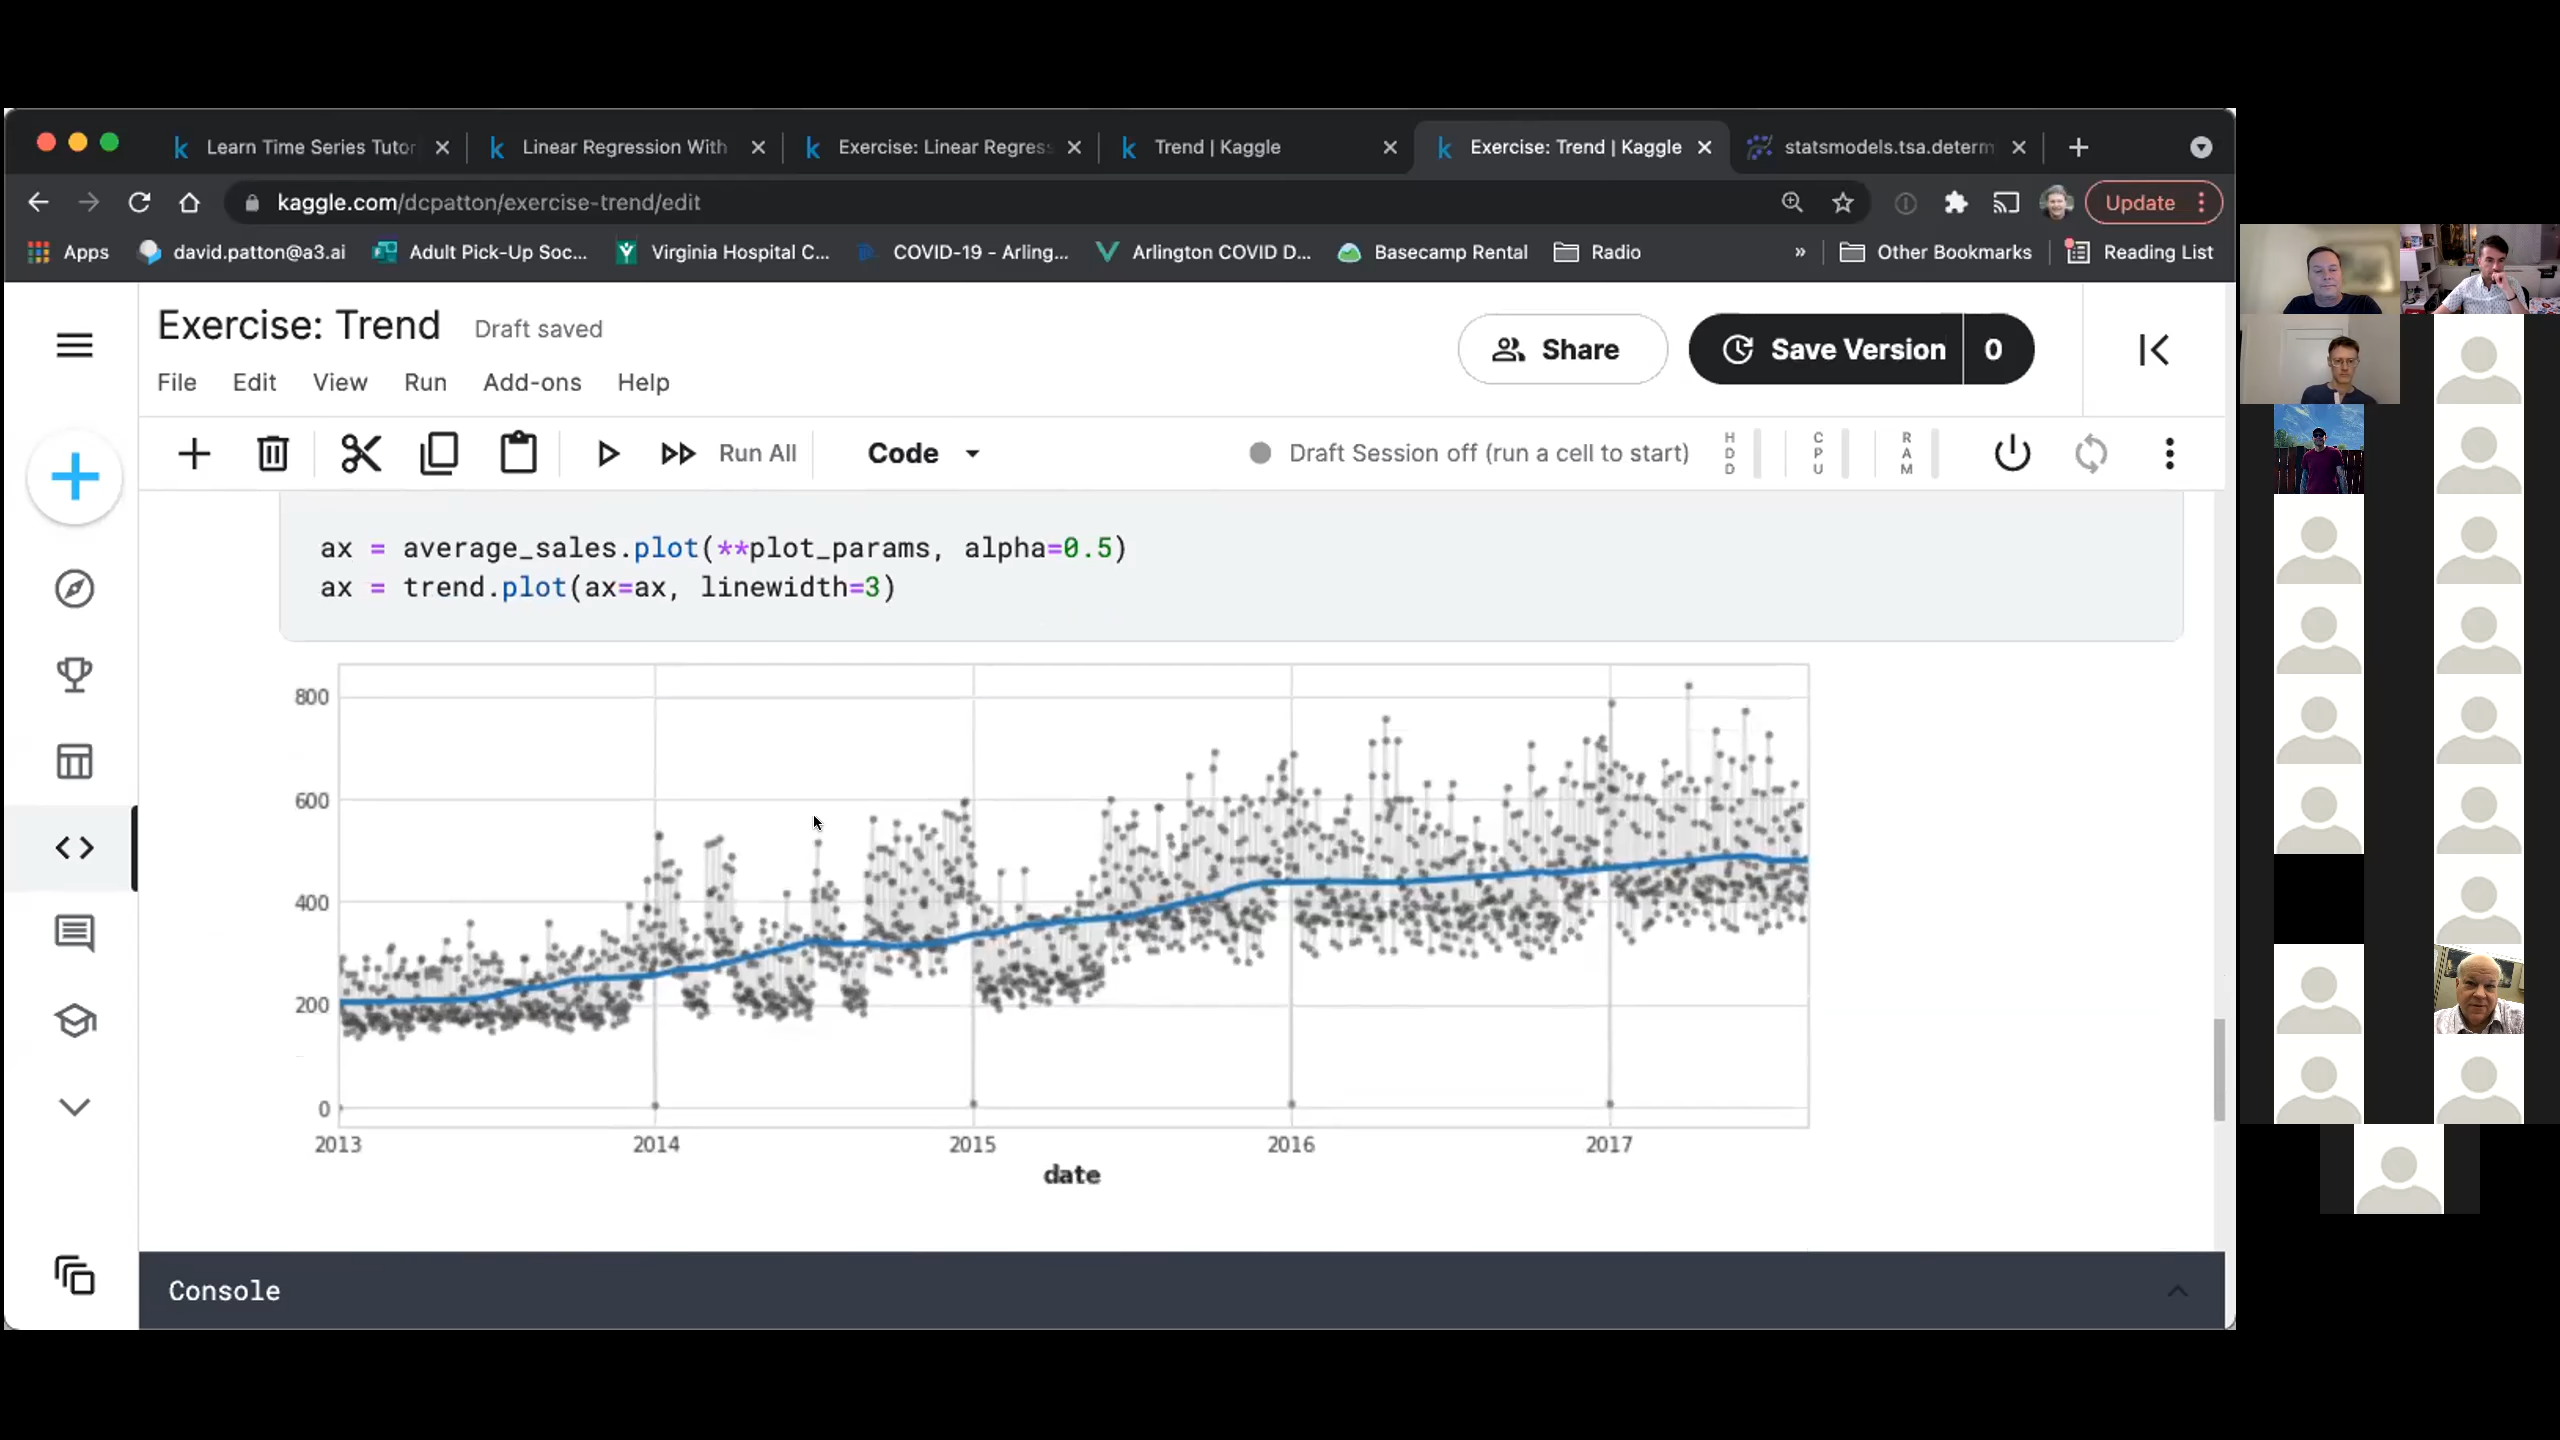 Learn Time Series Tutor
Linear Regression With
Exercise: Linear Regress
Trend | Kaggle
Exercise: Trend | Kaggle
statsmodels.tsa.determ
kaggle.com/dcpatton/exercise-trend/edit
Update
Apps
david.patton@a3.ai
Adult Pick-Up Soc...
Virginia Hospital C...
COVID-19 - Arling...
Arlington COVID D...
Basecamp Rental
Radio
»
Other Bookmarks
Reading List
Exercise: Trend
Draft saved
Share
Save Version
0
File Edit View Run Add-ons Help
Run All
Code
Draft Session off (run a cell to start)
HDD
CPU
RAM
ax = average_sales.plot(**plot_params, alpha=0.5)
ax = trend.plot(ax=ax, linewidth=3)
800
600
400
200
0
2013 2014 2015 2016 2017
date
Console